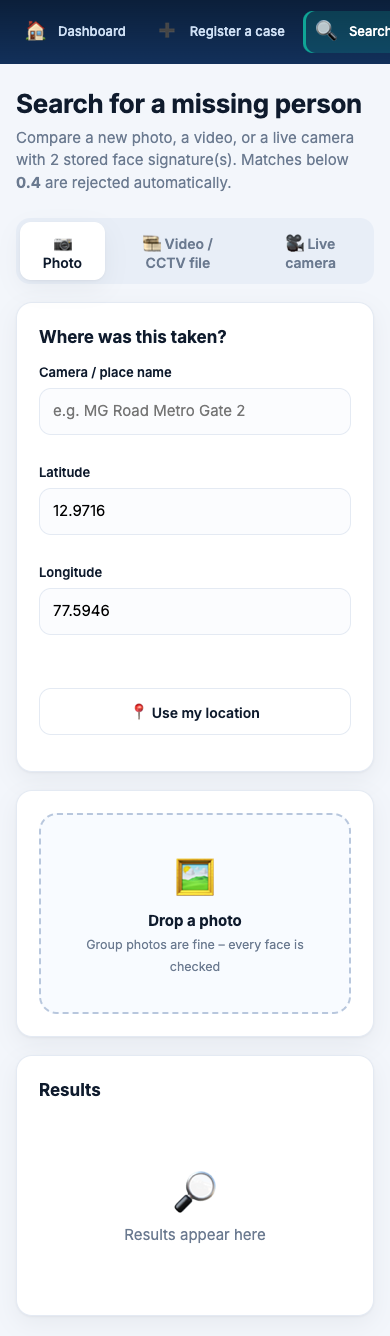 Dashboard
Register a case
Search
Search for a missing person
Compare a new photo, a video, or a live camera
with 2 stored face signature(s). Matches below
0.4 are rejected automatically.
Photo
Video /
CCTV file
Live
camera
Where was this taken?
Camera / place name
e.g. MG Road Metro Gate 2
Latitude
12.9716
Longitude
77.5946
Use my location
Drop a photo
Group photos are fine – every face is
checked
Results
Results appear here